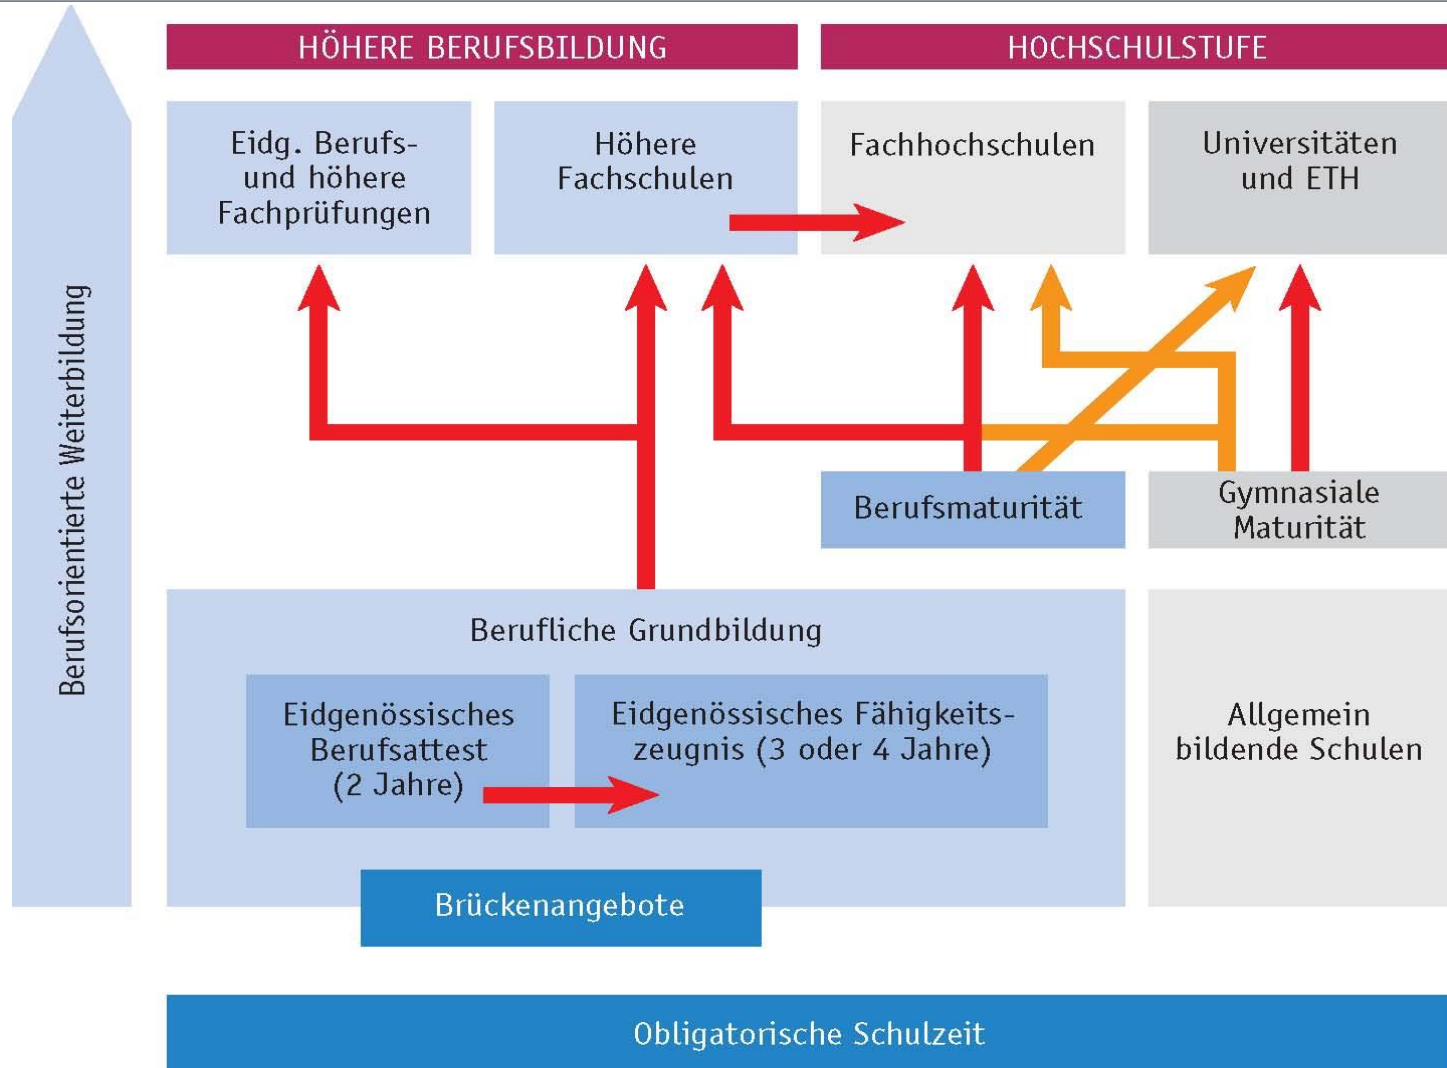 HÖHERE BERUFSBILDUNG
HOCHSCHULSTUFE
Eidg. Berufs-
und höhere
Fachprüfungen
Höhere
Fachschulen
Fachhochschulen
Universitäten
und ETH
Berufsorientierte Weiterbildung
Berufsmaturität
Gymnasiale
Maturität
Berufliche Grundbildung
Eidgenössisches
Berufsattest
(2 Jahre)
Eidgenössisches Fähigkeits-
zeugnis (3 oder 4 Jahre)
Allgemein
bildende Schulen
Brückenangebote
Obligatorische Schulzeit